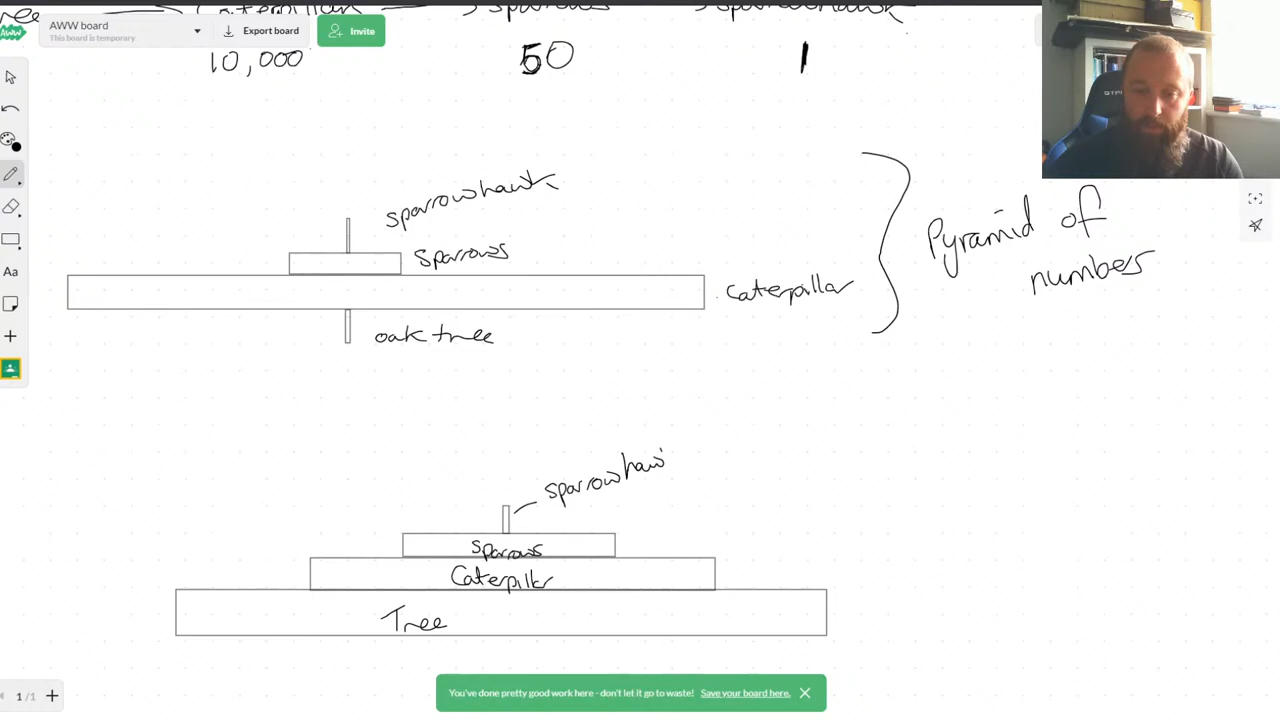 AWW board
This board is temporary
Export board
Invite
10,000
50
1
sparrowhawk
sparrows
caterpillar
oak tree
Pyramid of
numbers
sparrowhaw
sparrows
Caterpillr
Tree
Aa
1/1
You've done pretty good work here - don't let it go to waste! Save your board here.